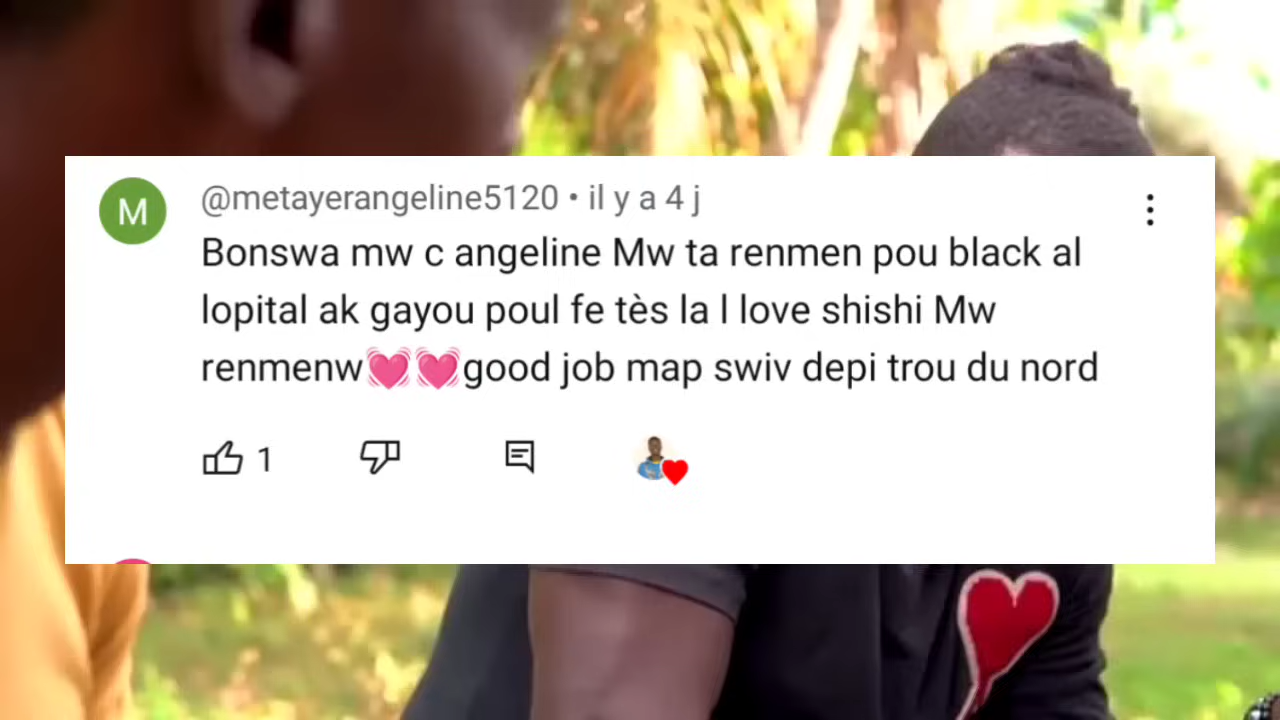 M
@metayerangeline5120 • il y a 4 j
Bonswa mw c angeline Mw ta renmen pou black al
lopital ak gayou poul fe tès la l love shishi Mw
renmenw💓💓good job map swiv depi trou du nord
1